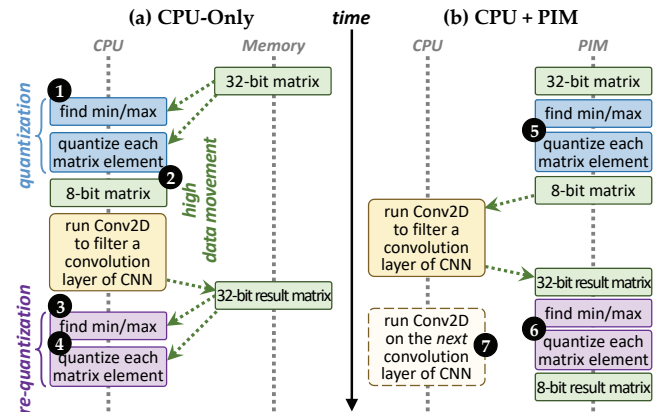 (a) CPU-Only
time
(b) CPU + PIM
CPU
Memory
CPU
PIM
quantization
1
find min/max
quantize each
matrix element
2
8-bit matrix
32-bit matrix
high
data movement
run Conv2D
to filter a
convolution
layer of CNN
32-bit result matrix
re-quantization
3
find min/max
4
quantize each
matrix element
32-bit matrix
find min/max
5
quantize each
matrix element
8-bit matrix
run Conv2D
to filter a
convolution
layer of CNN
32-bit result matrix
find min/max
6
quantize each
matrix element
8-bit result matrix
run Conv2D
on the next
convolution
layer of CNN
7